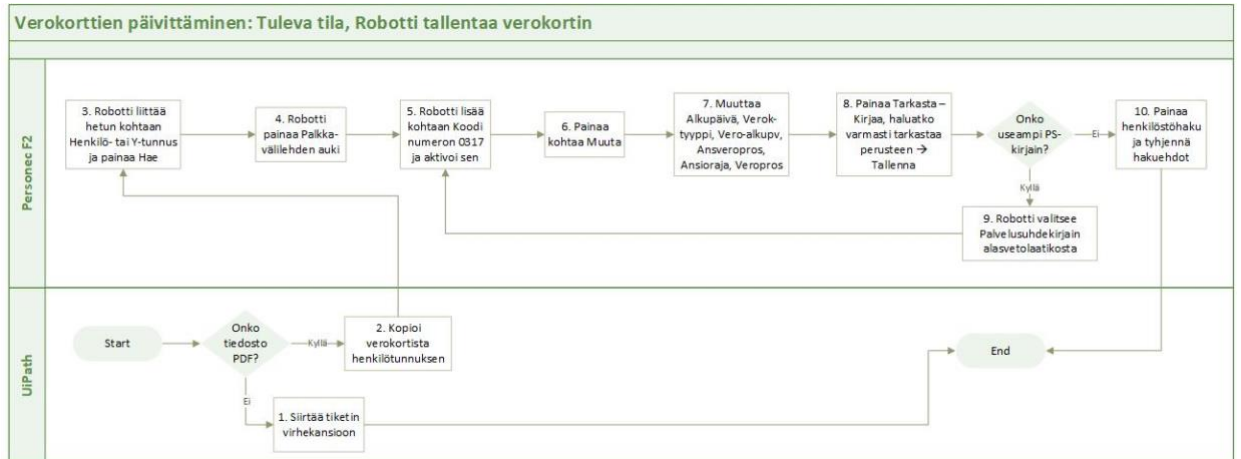 Verokorttien päivittäminen: Tuleva tila, Robotti tallentaa verokortin
Personec F2
3. Robotti liittää
hetun kohtaan
Henkilö- tai Y-tunnus
ja painaa Hae
4. Robotti
painaa Palkka-
välilehden auki
5. Robotti lisää
kohtaan Koodi
numeron 0317
ja aktivoi sen
6. Painaa
kohtaa Muuta
7. Muuttaa
Alkupäivä, Verok-
tyyppi, Vero-alkupv,
Ansveropros,
Ansioraja, Veropros
8. Painaa Tarkasta –
Kirjaa, haluatko
varmasti tarkastaa
perusteen →
Tallenna
Onko
useampi PS-
kirjain?
Ei
Kyllä
10. Painaa
henkilöstöhaku
ja tyhjennä
hakuehdot
9. Robotti valitsee
Palvelusuhdekirjain
alasvetolaatikosta
UiPath
Start
Onko
tiedosto
PDF?
Kyllä
Ei
2. Kopioi
verokortista
henkilötunnuksen
1. Siirtää tiketin
virhekansioon
End